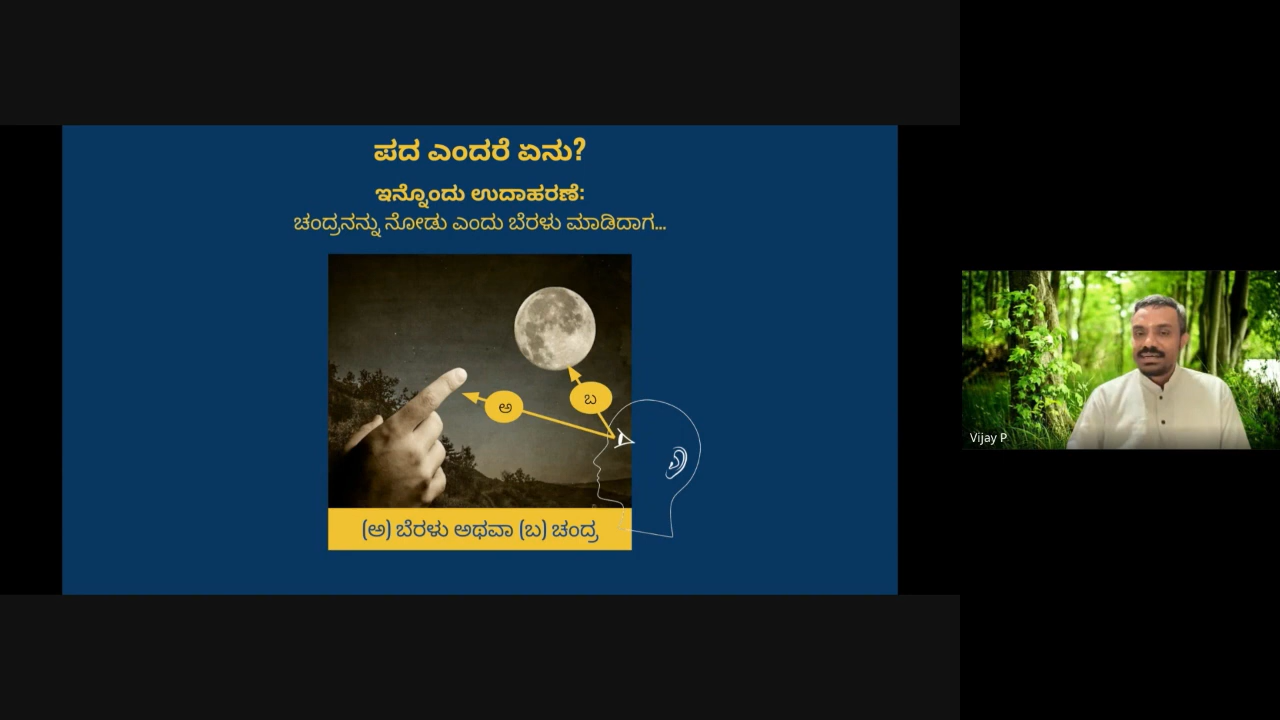 ಪದ ಎಂದರೆ ಏನು?
ಇನ್ನೊಂದು ಉದಾಹರಣೆ:
ಚಂದ್ರನನ್ನು ನೋಡು ಎಂದು ಬೆರಳು ಮಾಡಿದಾಗ...
ಬ
ಅ
(ಅ) ಬೆರಳು ಅಥವಾ (ಬ) ಚಂದ್ರ
Vijay P